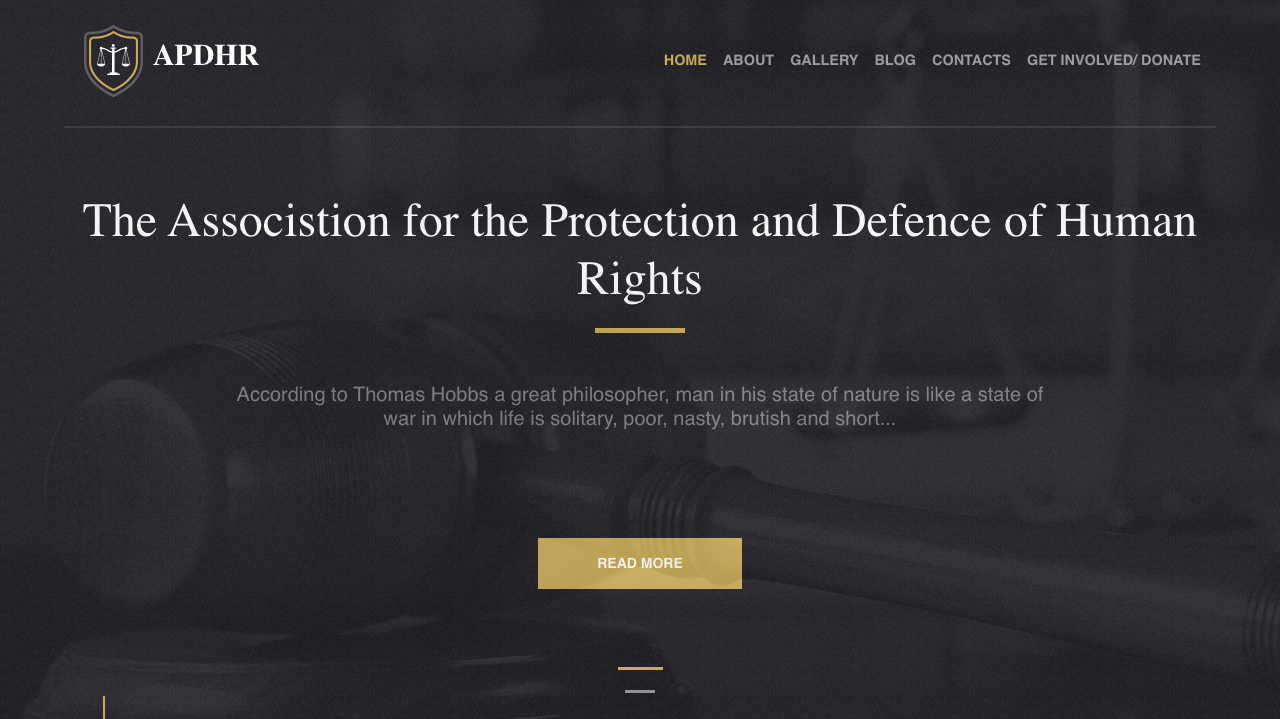 APDHR
HOME ABOUT GALLERY BLOG CONTACTS GET INVOLVED/ DONATE
The Associstion for the Protection and Defence of Human
Rights
According to Thomas Hobbs a great philosopher, man in his state of nature is like a state of
war in which life is solitary, poor, nasty, brutish and short...
READ MORE